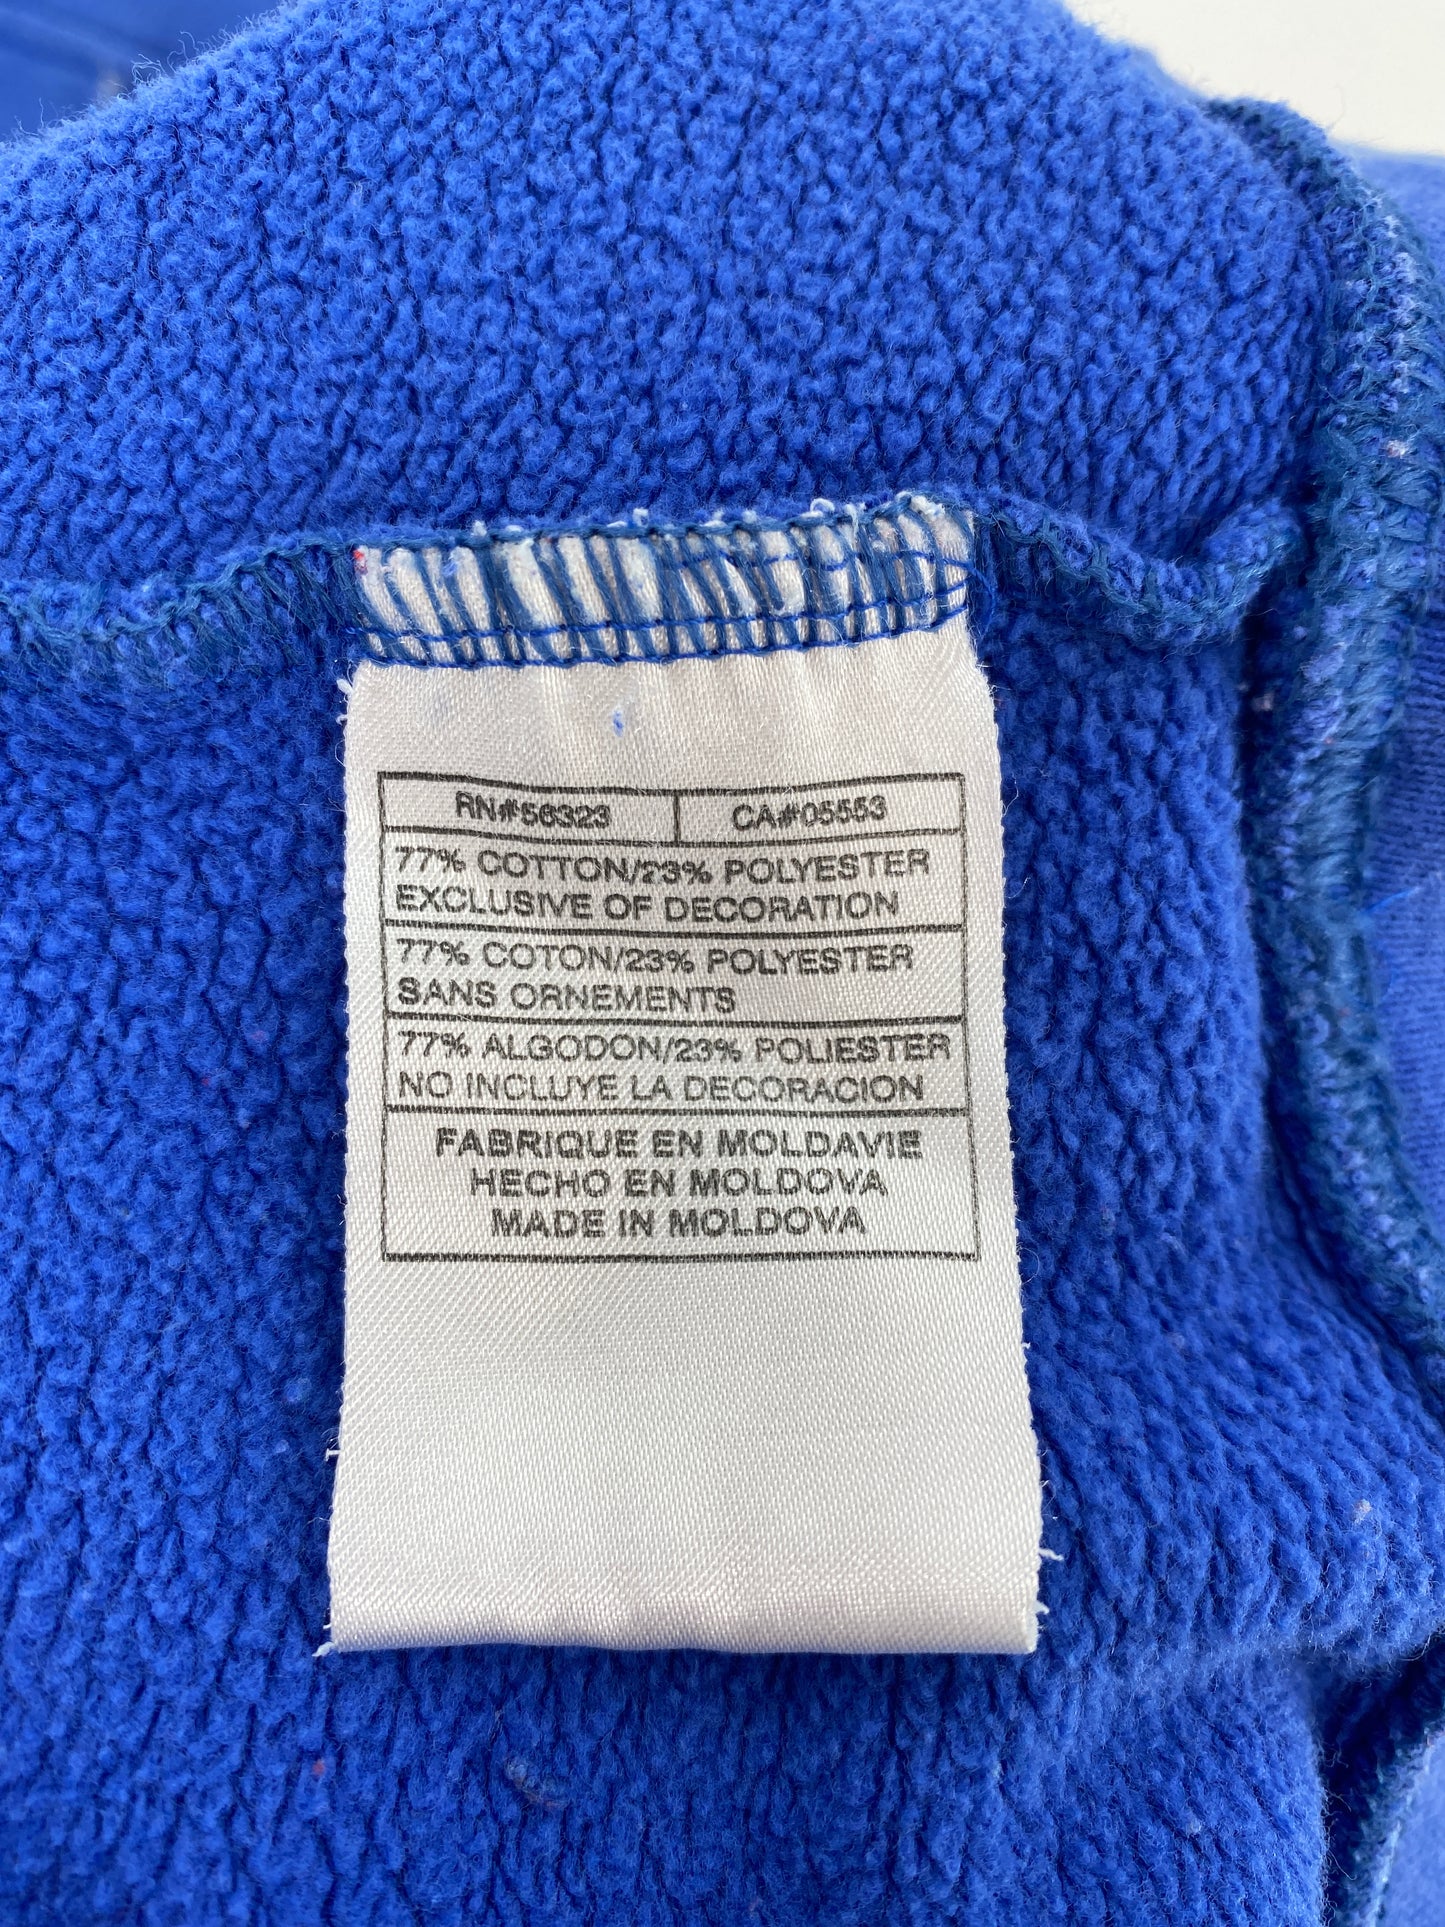 RN#56323 CA#05553
77% COTTON/23% POLYESTER
EXCLUSIVE OF DECORATION
77% COTON/23% POLYESTER
SANS ORNEMENTS
77% ALGODON/23% POLIESTER
NO INCLUYE LA DECORACION
FABRIQUE EN MOLDAVIE
HECHO EN MOLDOVA
MADE IN MOLDOVA